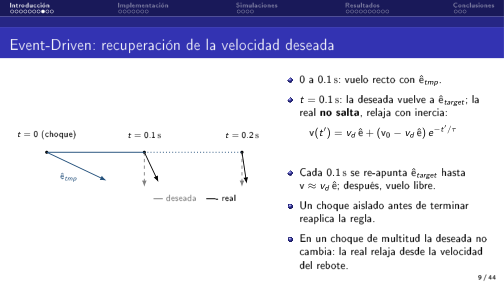 Introducción Implementación Simulaciones Resultados Conclusiones
Event-Driven: recuperación de la velocidad deseada
t = 0 (choque) t = 0.1 s t = 0.2 s
ê_tmp
deseada real
0 a 0.1 s: vuelo recto con ê_tmp.
t = 0.1 s: la deseada vuelve a ê_target; la
real no salta, relaja con inercia:
v(t′) = v_d ê + (v_0 − v_d ê) e^{−t′/τ}
Cada 0.1 s se re-apunta ê_target hasta
v ≈ v_d ê; después, vuelo libre.
Un choque aislado antes de terminar
reaplica la regla.
En un choque de multitud la deseada no
cambia: la real relaja desde la velocidad
del rebote.
9 / 44